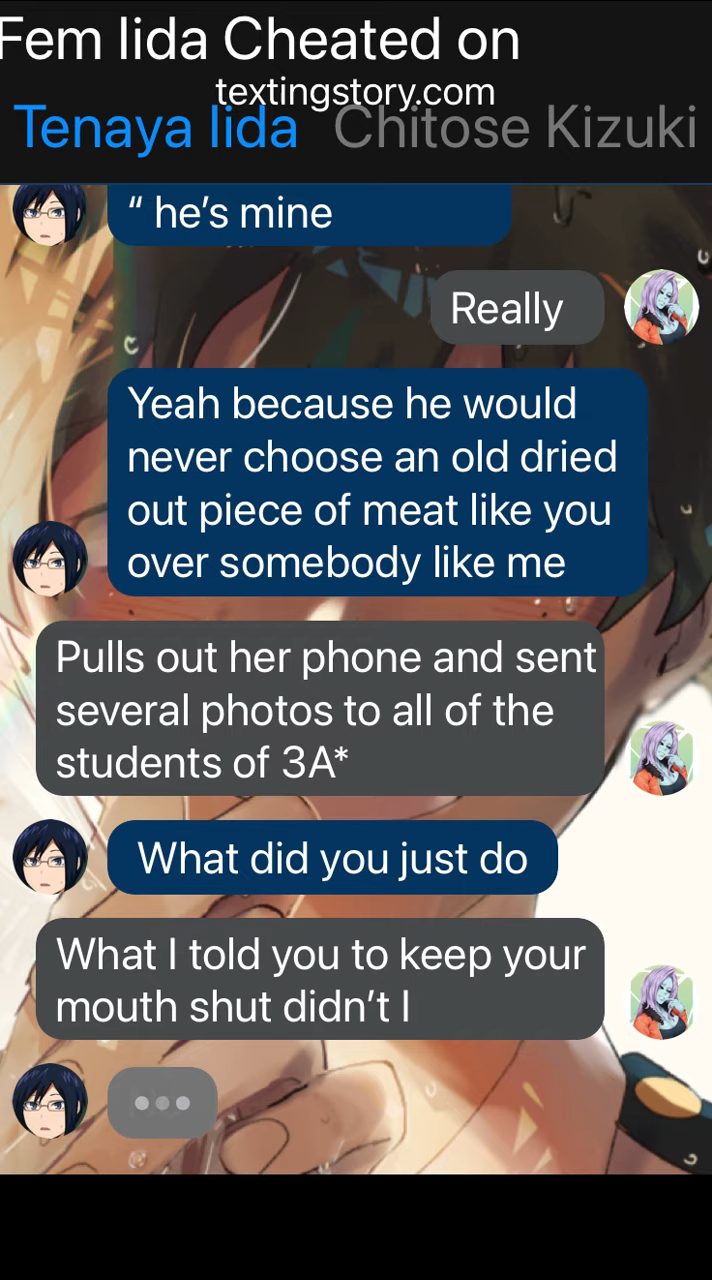 Fem Iida Cheated on
textingstory.com
Tenaya Iida Chitose Kizuki
“ he’s mine
Really
Yeah because he would
never choose an old dried
out piece of meat like you
over somebody like me
Pulls out her phone and sent
several photos to all of the
students of 3A*
What did you just do
What I told you to keep your
mouth shut didn’t I